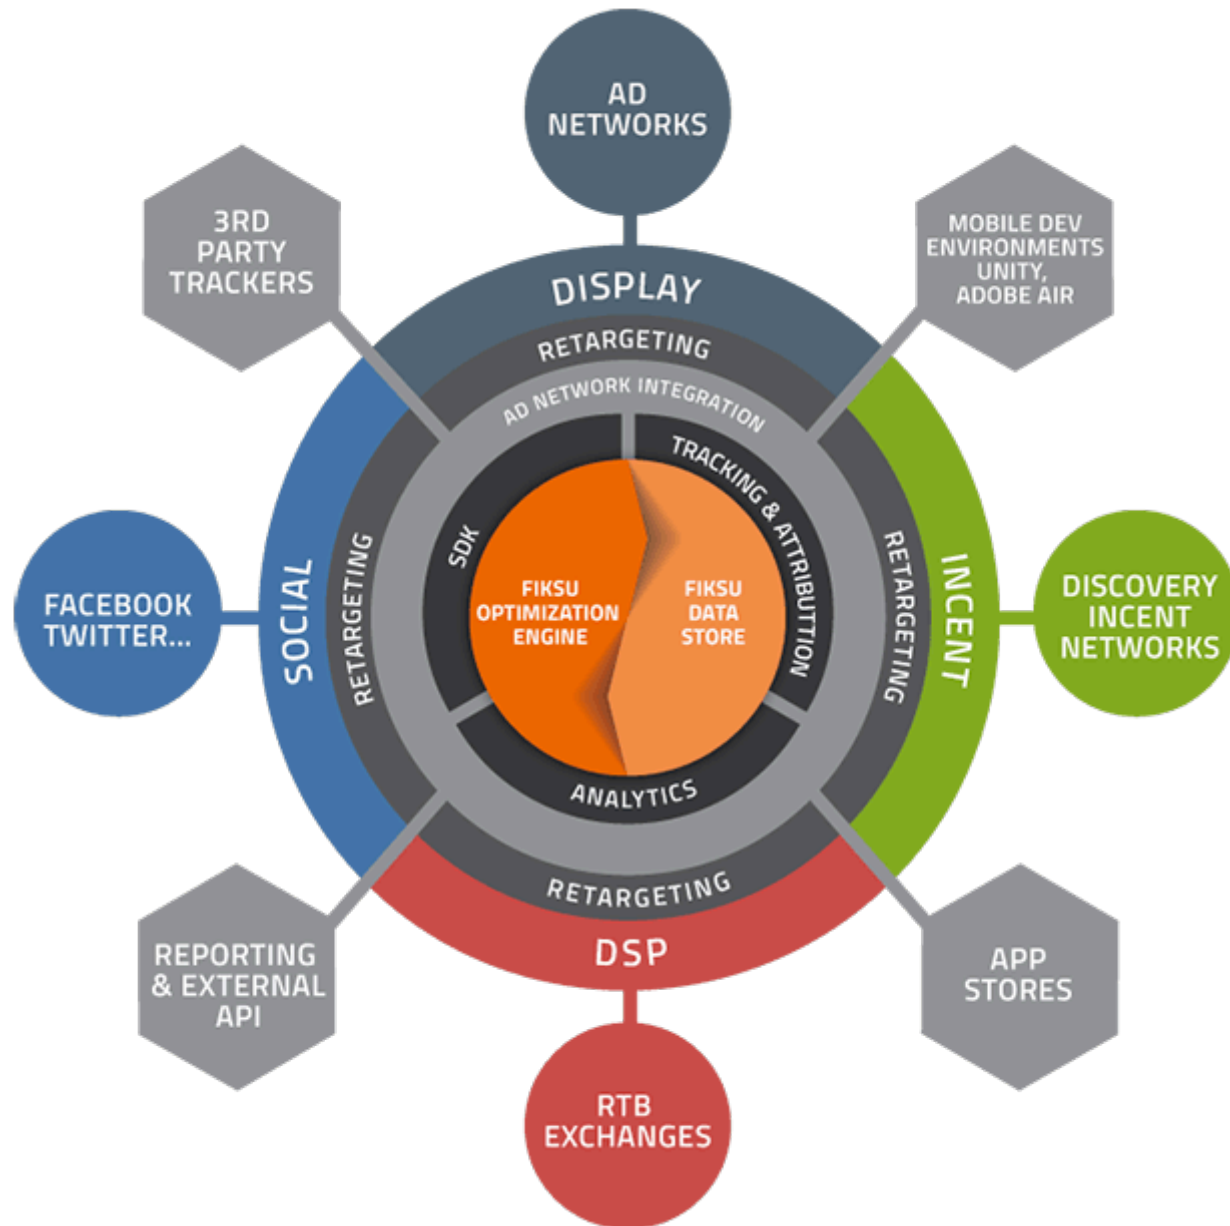 AD
NETWORKS
3RD
PARTY
TRACKERS
MOBILE DEV
ENVIRONMENTS
UNITY,
ADOBE AIR
DISPLAY
RETARGETING
AD NETWORK INTEGRATION
TRACKING & ATTRIBUTTION
SDK
FIKSU
OPTIMIZATION
ENGINE
FIKSU
DATA
STORE
ANALYTICS
FACEBOOK
TWITTER...
SOCIAL
RETARGETING
RETARGETING
INCENT
DISCOVERY
INCENT
NETWORKS
RETARGETING
DSP
REPORTING
& EXTERNAL
API
APP
STORES
RTB
EXCHANGES